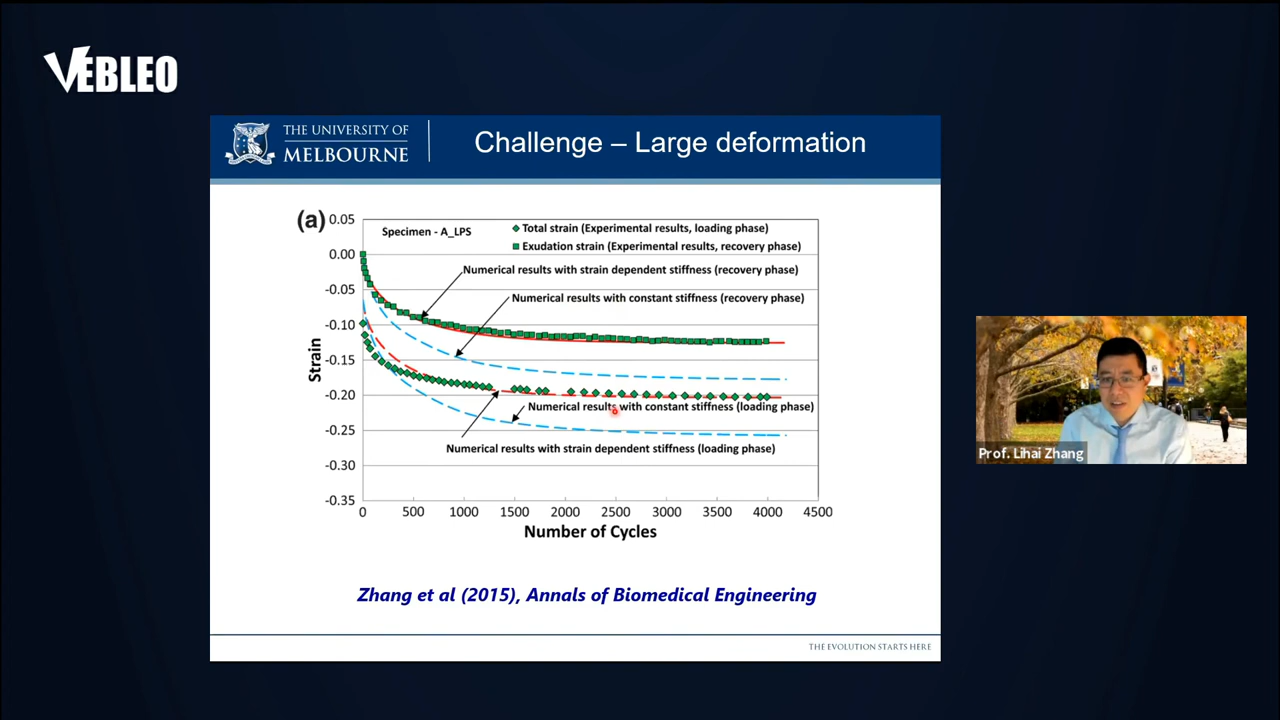 VEBLEO
THE UNIVERSITY OF
MELBOURNE
Challenge – Large deformation
(a)
0.05
0.00
-0.05
-0.10
-0.15
-0.20
-0.25
-0.30
-0.35
Strain
Specimen - A_LPS
Total strain (Experimental results, loading phase)
Exudation strain (Experimental results, recovery phase)
Numerical results with strain dependent stiffness (recovery phase)
Numerical results with constant stiffness (recovery phase)
Numerical results with constant stiffness (loading phase)
Numerical results with strain dependent stiffness (loading phase)
0 500 1000 1500 2000 2500 3000 3500 4000 4500
Number of Cycles
Zhang et al (2015), Annals of Biomedical Engineering
THE EVOLUTION STARTS HERE
Prof. Lihai Zhang